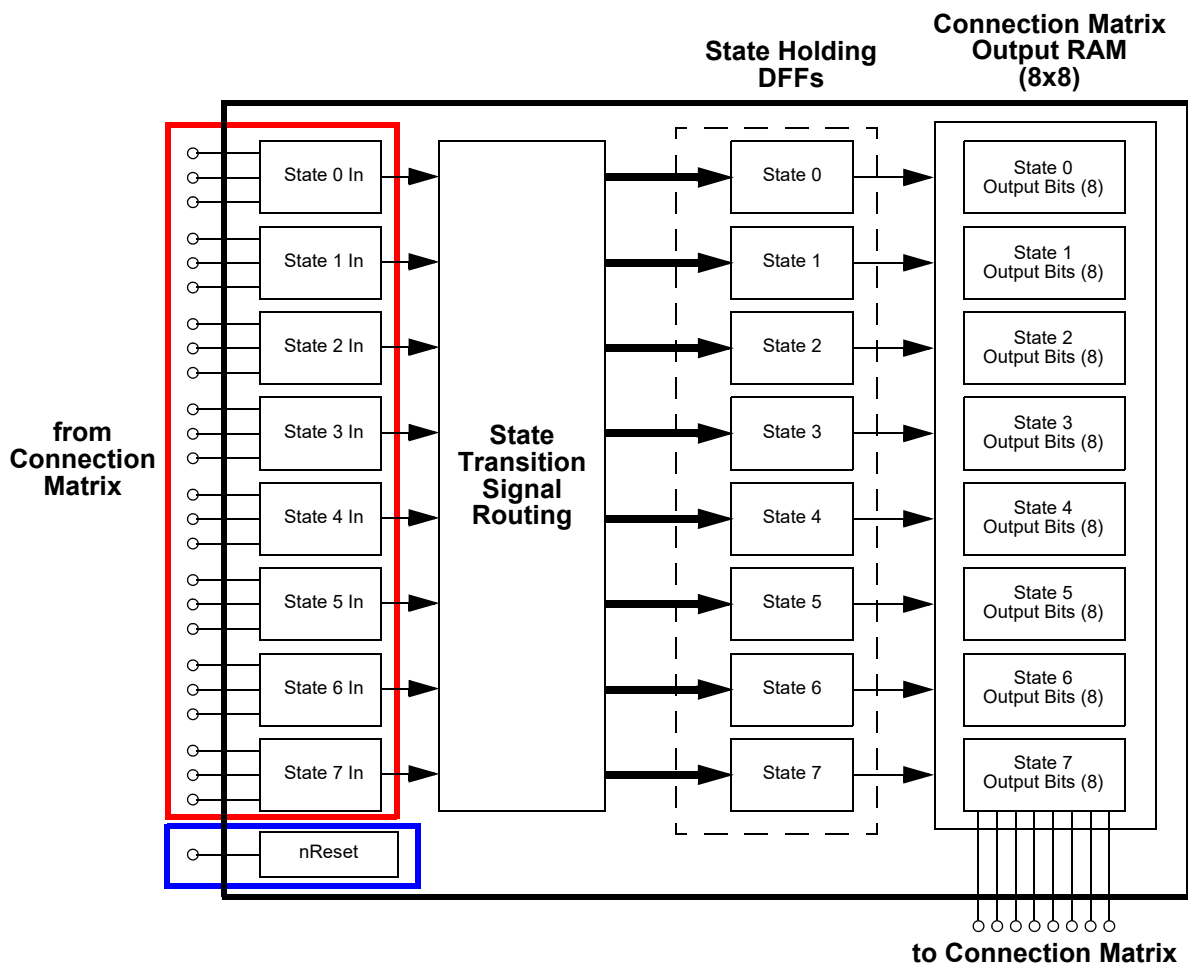 Connection Matrix
Output RAM
(8x8)
State Holding
DFFs
from
Connection
Matrix
State 0 In
State 1 In
State 2 In
State 3 In
State 4 In
State 5 In
State 6 In
State 7 In
nReset
State
Transition
Signal
Routing
State 0
State 1
State 2
State 3
State 4
State 5
State 6
State 7
State 0
Output Bits (8)
State 1
Output Bits (8)
State 2
Output Bits (8)
State 3
Output Bits (8)
State 4
Output Bits (8)
State 5
Output Bits (8)
State 6
Output Bits (8)
State 7
Output Bits (8)
to Connection Matrix